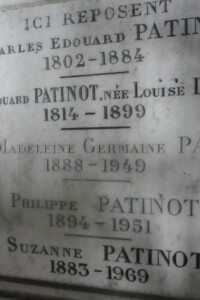 ICI REPOSENT
ARLES EDOUARD PATIN
1802 - 1884
OUARD PATINOT, NÉE LOUISE
1814 - 1899
MADELEINE GERMAINE PA
1888 - 1949
PHILIPPE PATINOT
1894 - 1951
SUZANNE PATINOT
1883 - 1969